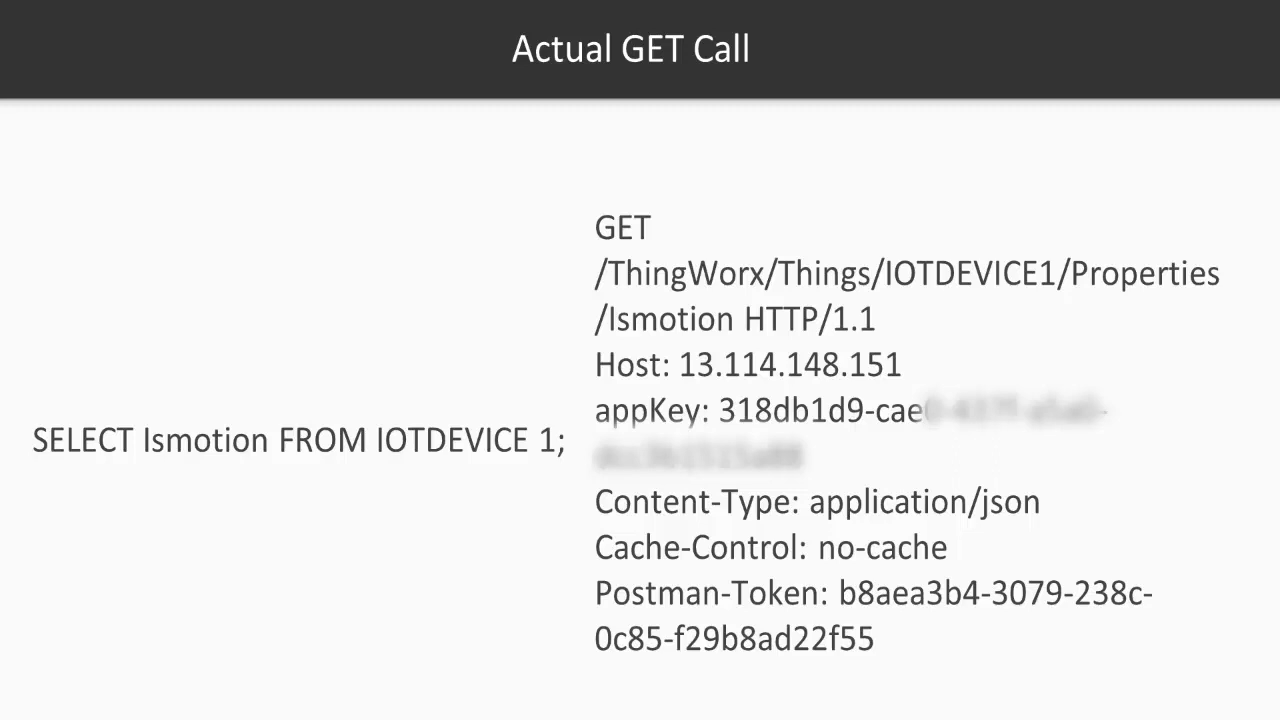 Actual GET Call
SELECT Ismotion FROM IOTDEVICE 1;
GET
/ThingWorx/Things/IOTDEVICE1/Properties
/Ismotion HTTP/1.1
Host: 13.114.148.151
appKey: 318db1d9-cae
Content-Type: application/json
Cache-Control: no-cache
Postman-Token: b8aea3b4-3079-238c-
0c85-f29b8ad22f55